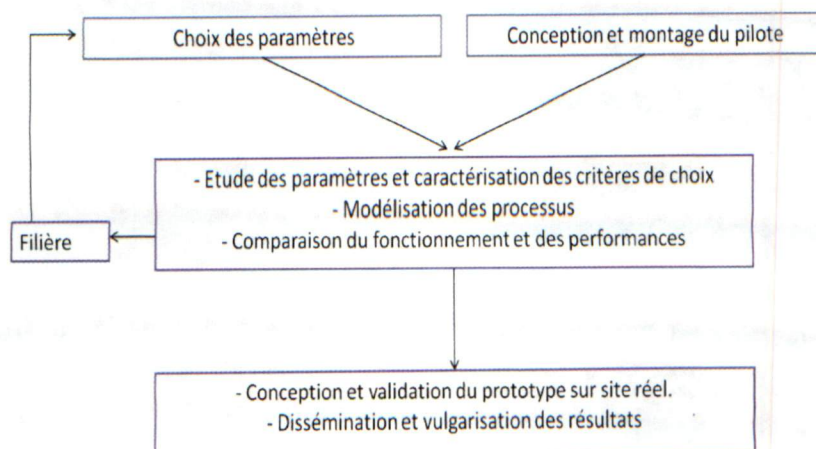 Choix des paramètres
Conception et montage du pilote
- Etude des paramètres et caractérisation des critères de choix
- Modélisation des processus
- Comparaison du fonctionnement et des performances
Filière
- Conception et validation du prototype sur site réel.
- Dissémination et vulgarisation des résultats